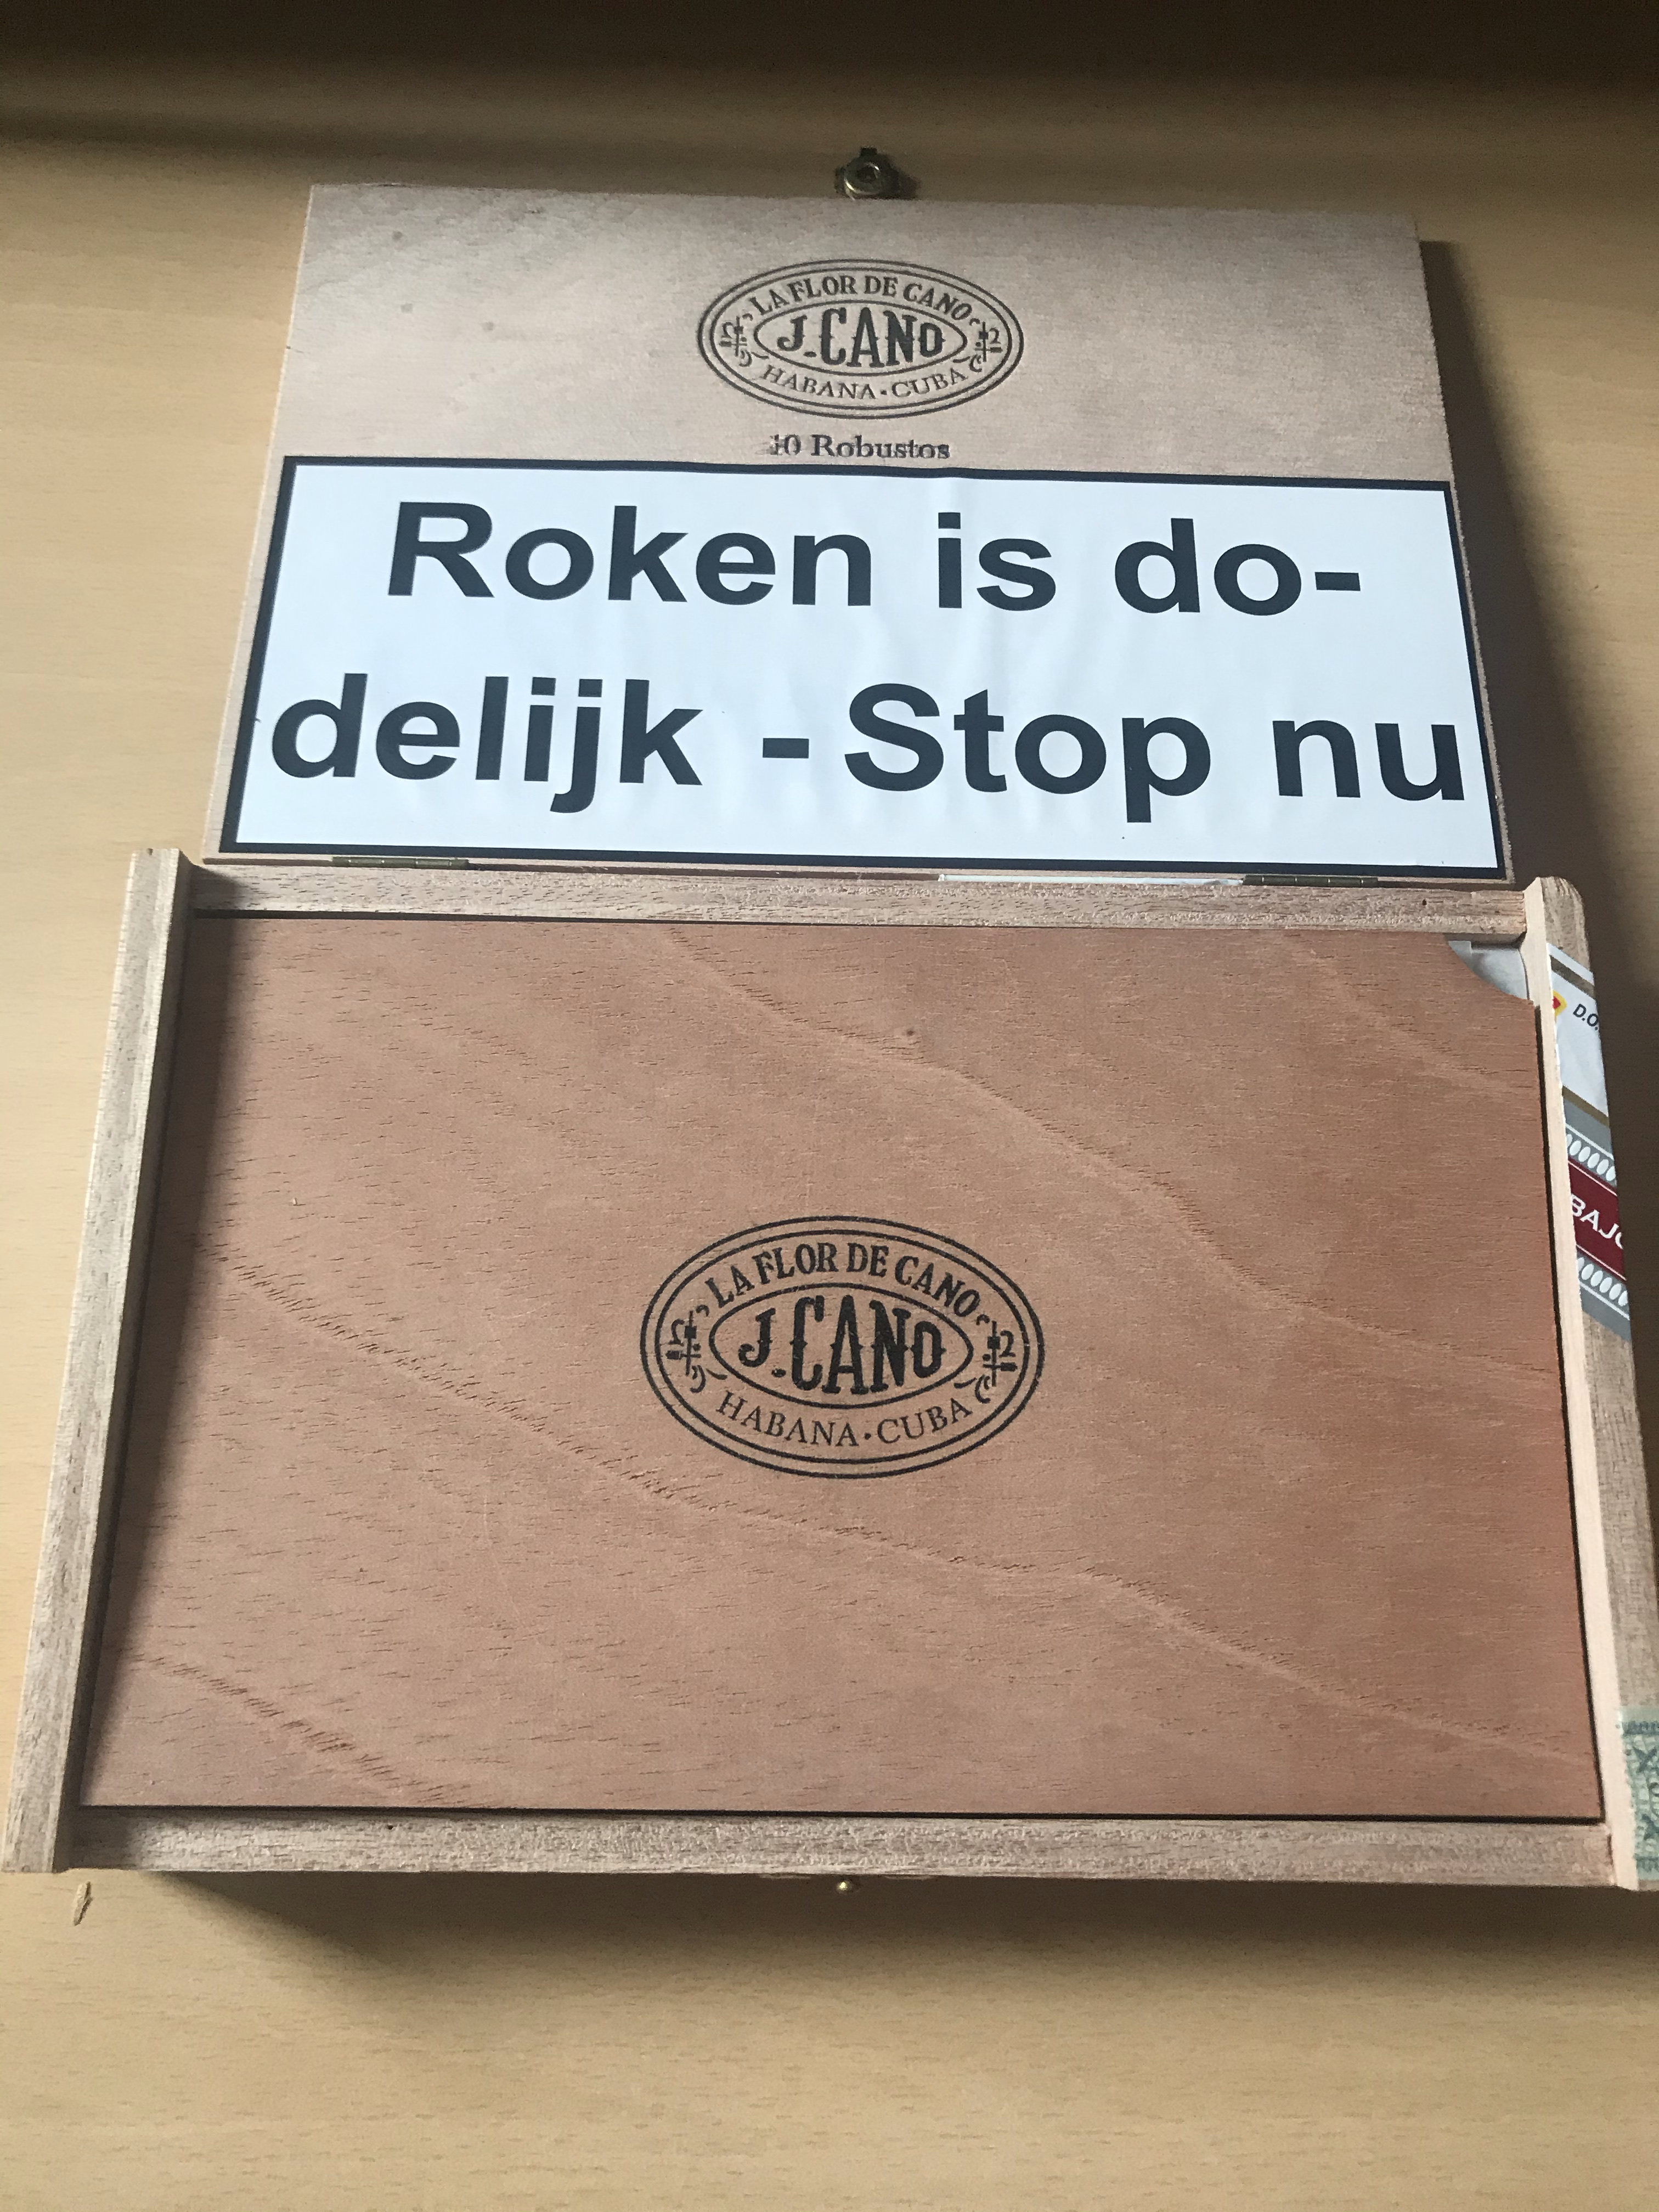 LA FLOR DE CANO
J. CANO
HABANA · CUBA
10 Robustos
Roken is do-
delijk - Stop nu
D.O.
BAJO
LA FLOR DE CANO
J. CANO
HABANA · CUBA